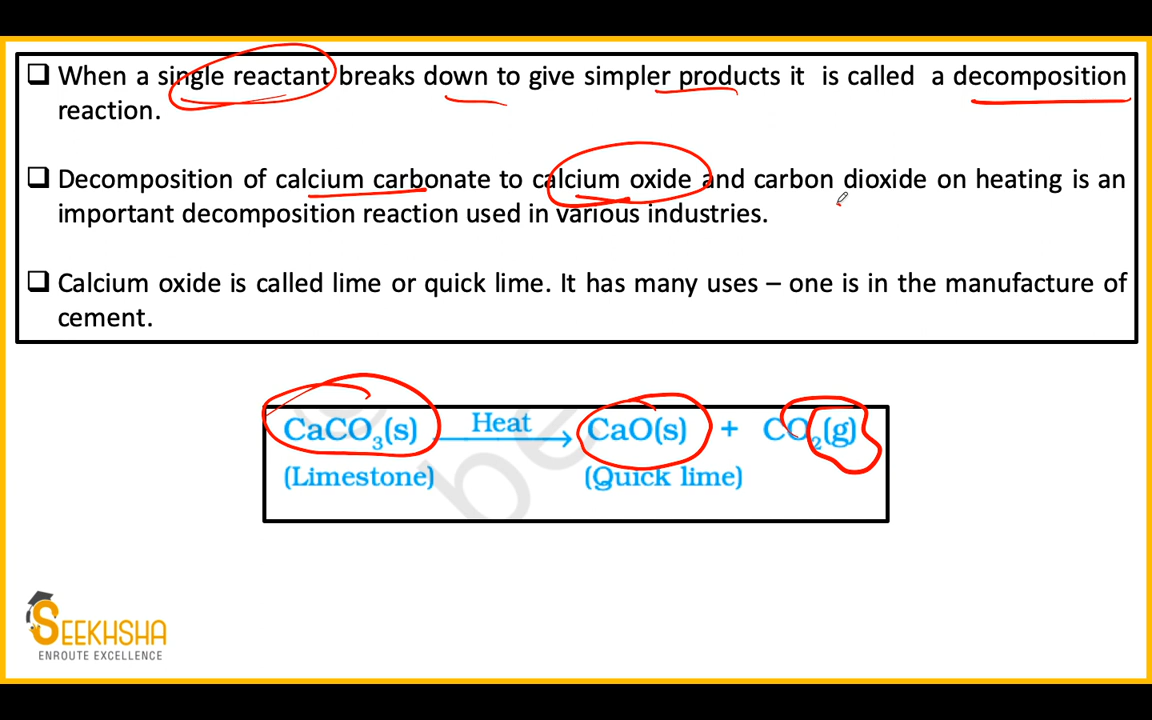 ❑ When a single reactant breaks down to give simpler products it is called a decomposition
reaction.
❑ Decomposition of calcium carbonate to calcium oxide and carbon dioxide on heating is an
important decomposition reaction used in various industries.
❑ Calcium oxide is called lime or quick lime. It has many uses – one is in the manufacture of
cement.
CaCO₃(s) Heat→ CaO(s) + CO₂(g)
(Limestone) (Quick lime)
SEEKHSHA
ENROUTE EXCELLENCE